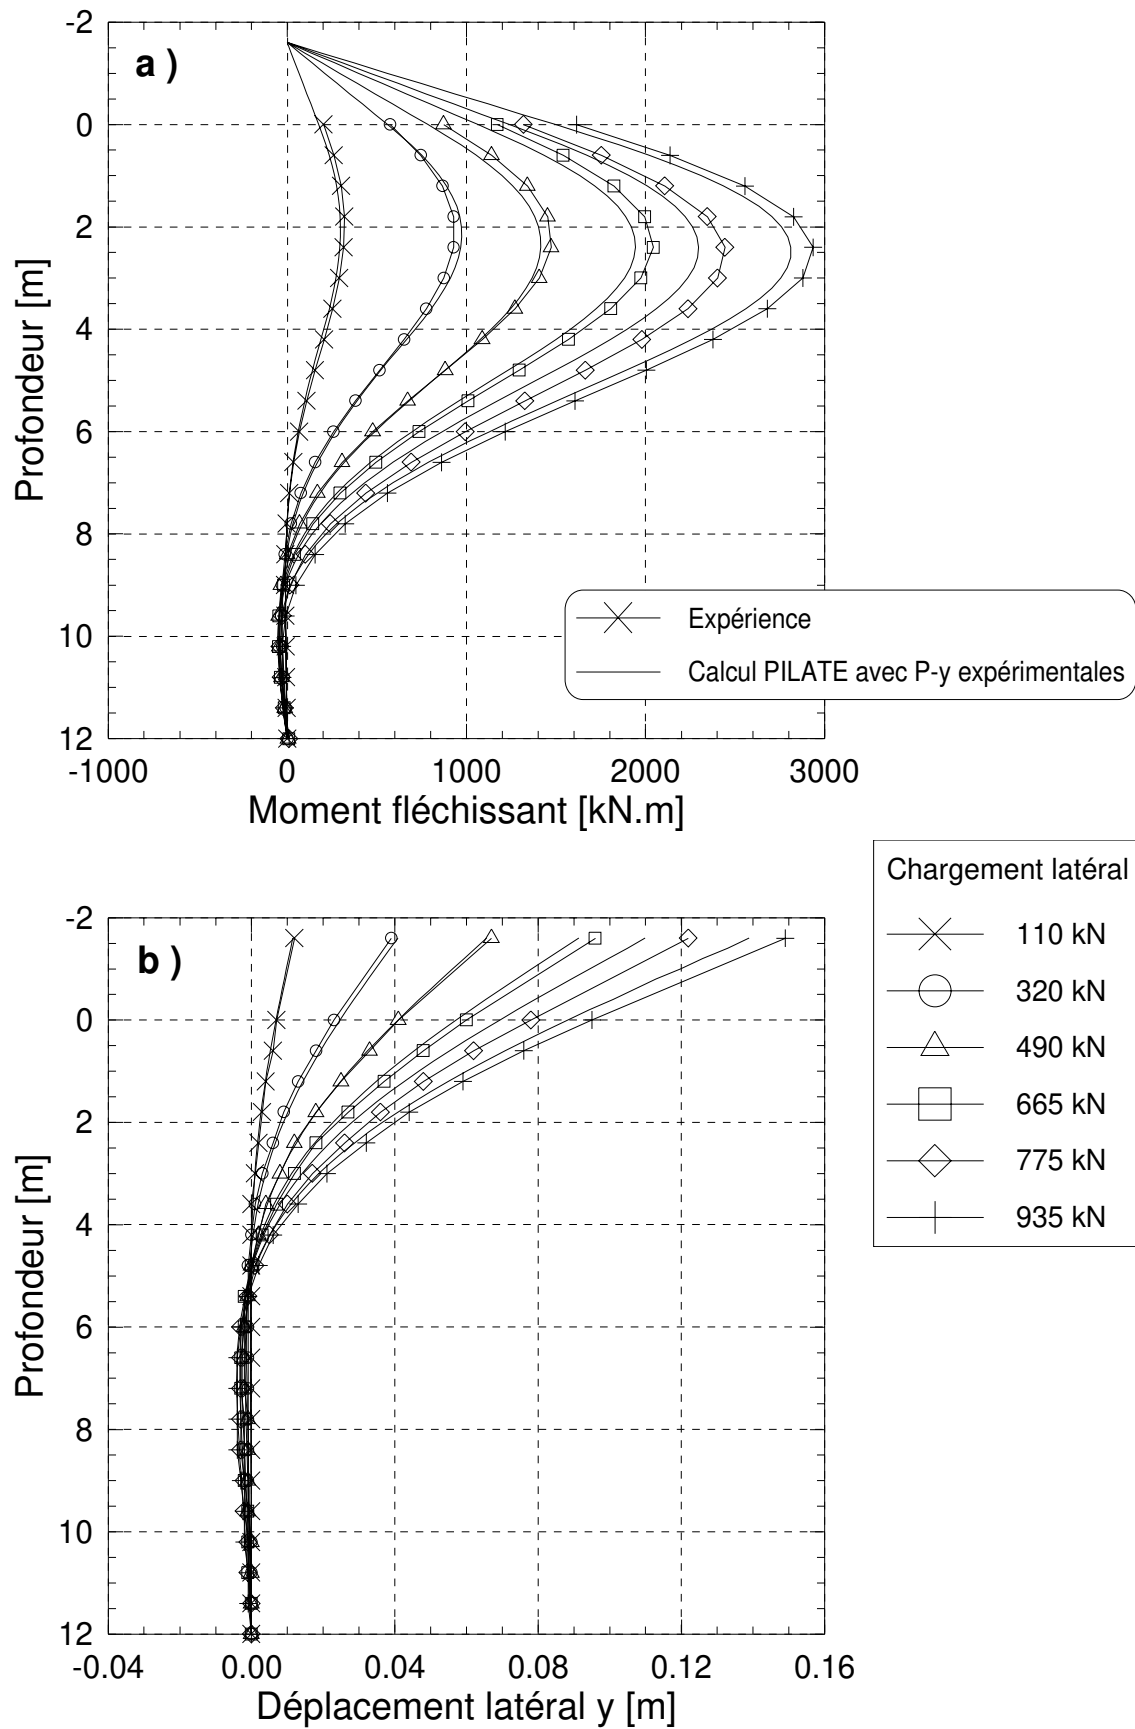 -2
a )
0
2
4
6
8
10
12
Profondeur [m]
Expérience
Calcul PILATE avec P-y expérimentales
-1000 0 1000 2000 3000
Moment fléchissant [kN.m]
Chargement latéral
110 kN
320 kN
490 kN
665 kN
775 kN
935 kN
-2
b )
0
2
4
6
8
10
12
Profondeur [m]
-0.04 0.00 0.04 0.08 0.12 0.16
Déplacement latéral y [m]